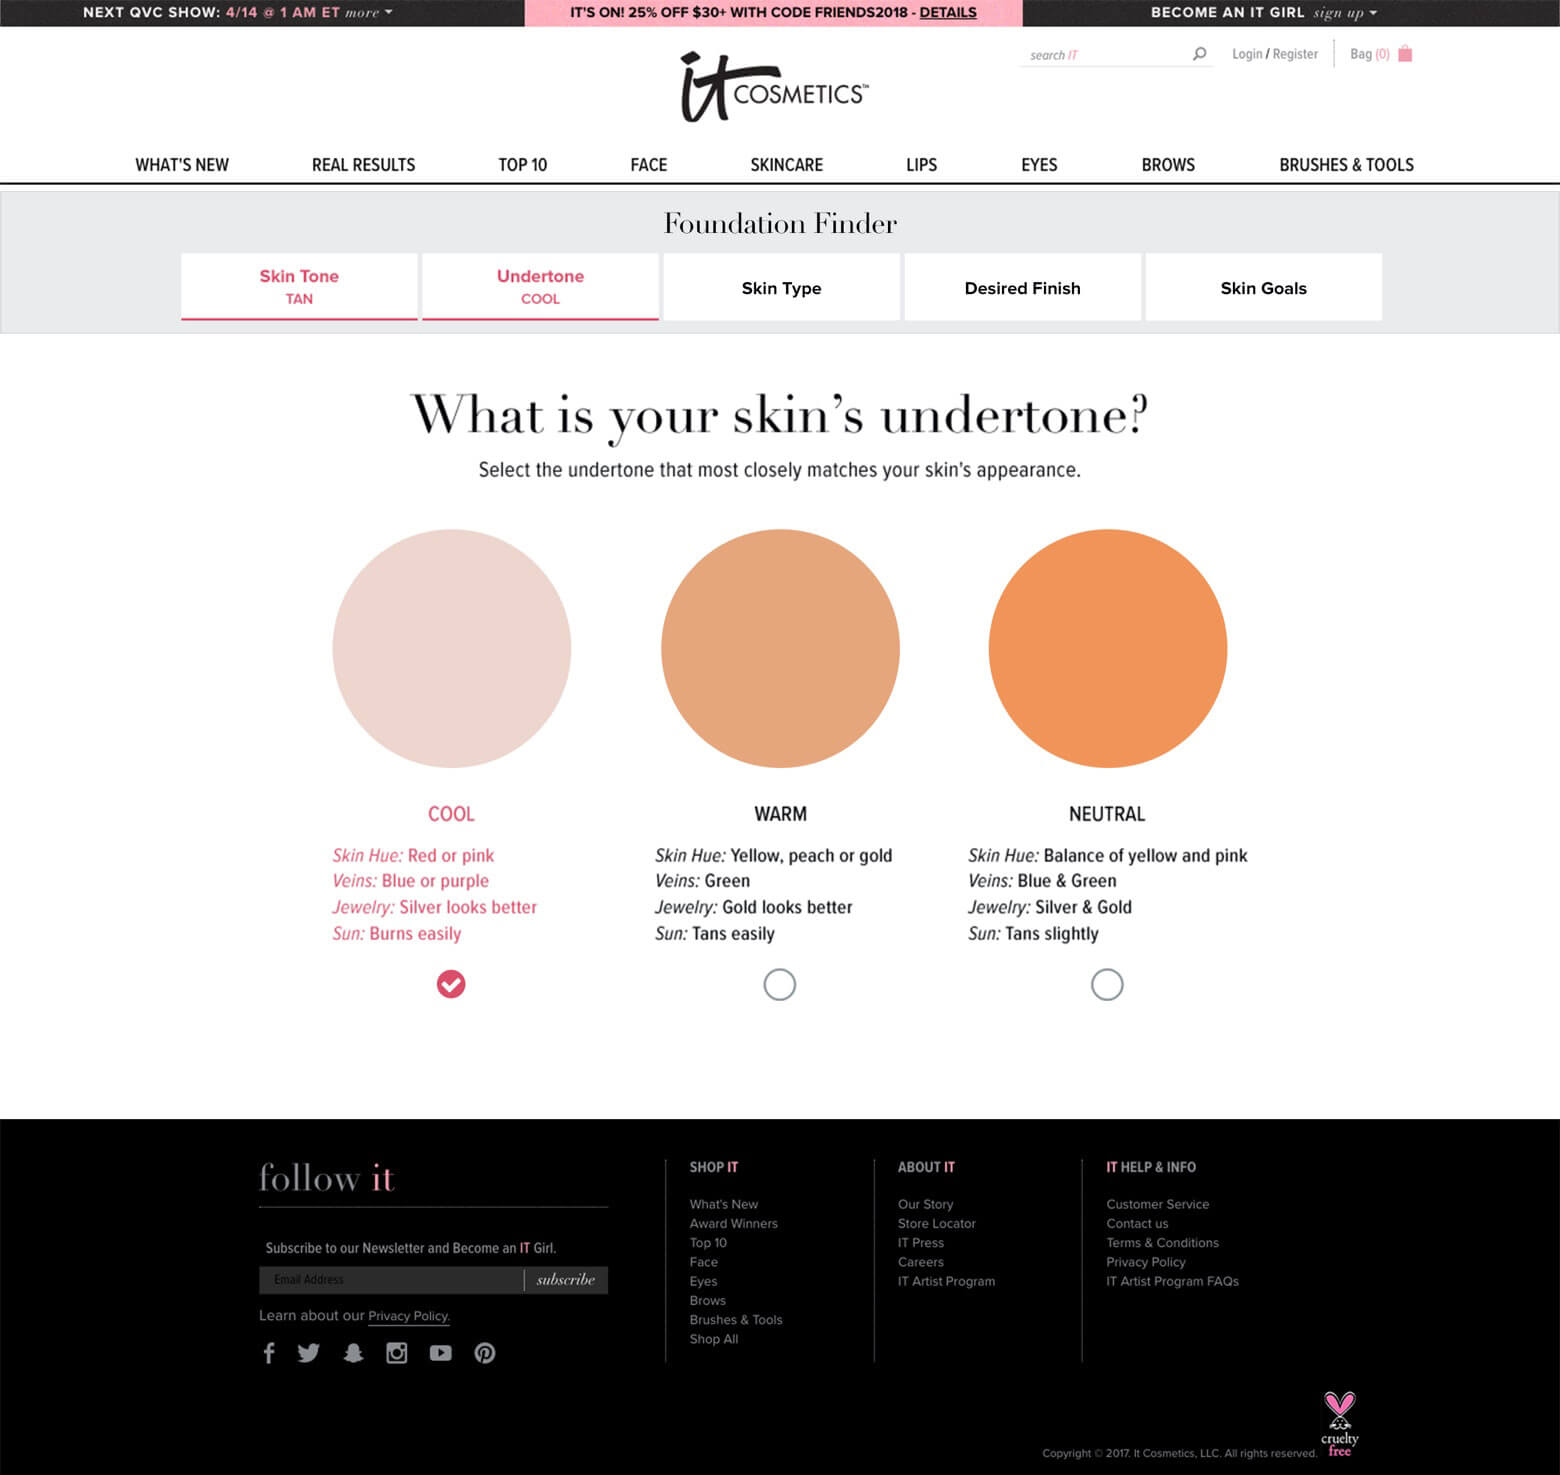 NEXT QVC SHOW: 4/14 @ 1 AM ET more
IT'S ON! 25% OFF $30+ WITH CODE FRIENDS2018 - DETAILS
BECOME AN IT GIRL sign up
search IT
Login / Register
Bag (0)
it COSMETICS™
WHAT'S NEW
REAL RESULTS
TOP 10
FACE
SKINCARE
LIPS
EYES
BROWS
BRUSHES & TOOLS
Foundation Finder
Skin Tone
TAN
Undertone
COOL
Skin Type
Desired Finish
Skin Goals
What is your skin’s undertone?
Select the undertone that most closely matches your skin's appearance.
COOL
Skin Hue: Red or pink
Veins: Blue or purple
Jewelry: Silver looks better
Sun: Burns easily
WARM
Skin Hue: Yellow, peach or gold
Veins: Green
Jewelry: Gold looks better
Sun: Tans easily
NEUTRAL
Skin Hue: Balance of yellow and pink
Veins: Blue & Green
Jewelry: Silver & Gold
Sun: Tans slightly
follow it
Subscribe to our Newsletter and Become an IT Girl.
Email Address
subscribe
Learn about our Privacy Policy.
SHOP IT
What's New
Award Winners
Top 10
Face
Eyes
Brows
Brushes & Tools
Shop All
ABOUT IT
Our Story
Store Locator
IT Press
Careers
IT Artist Program
IT HELP & INFO
Customer Service
Contact us
Terms & Conditions
Privacy Policy
IT Artist Program FAQs
cruelty
free
Copyright © 2017. It Cosmetics, LLC. All rights reserved.